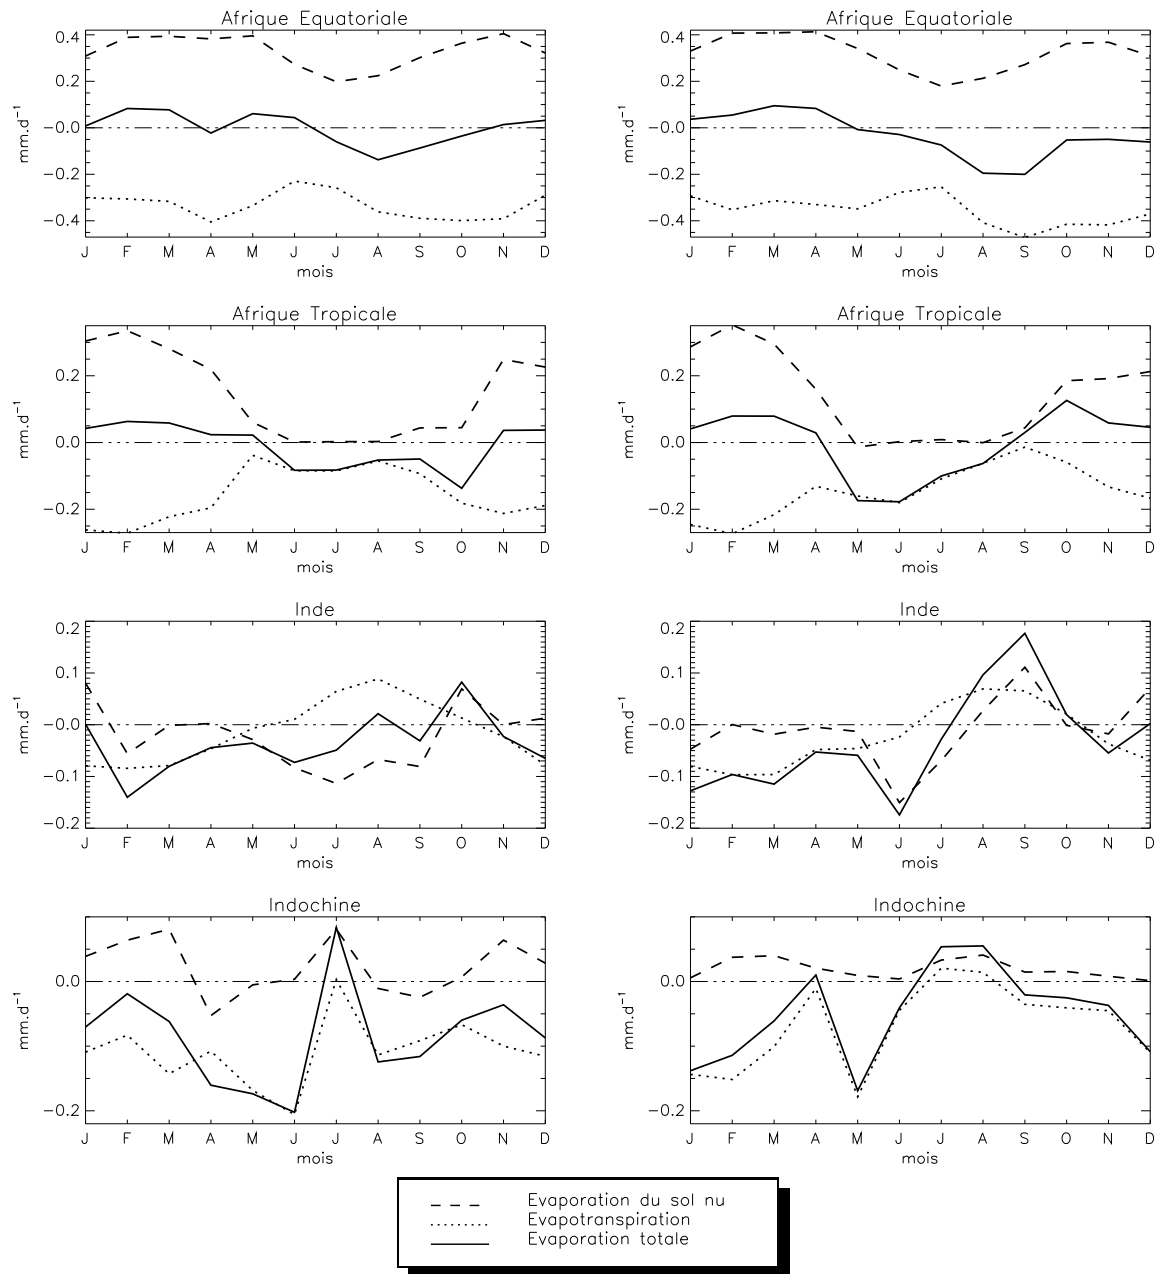 Afrique Equatoriale
0.4
0.2
−0.0
−0.2
−0.4
mm.d−1
J F M A M J J A S O N D
mois
Afrique Equatoriale
0.4
0.2
−0.0
−0.2
−0.4
mm.d−1
J F M A M J J A S O N D
mois
Afrique Tropicale
0.2
0.0
−0.2
mm.d−1
J F M A M J J A S O N D
mois
Afrique Tropicale
0.2
0.0
−0.2
mm.d−1
J F M A M J J A S O N D
mois
Inde
0.2
0.1
−0.0
−0.1
−0.2
mm.d−1
J F M A M J J A S O N D
mois
Inde
0.2
0.1
−0.0
−0.1
−0.2
mm.d−1
J F M A M J J A S O N D
mois
Indochine
0.0
−0.2
mm.d−1
J F M A M J J A S O N D
mois
Indochine
0.0
−0.2
mm.d−1
J F M A M J J A S O N D
mois
Evaporation du sol nu
Evapotranspiration
Evaporation totale